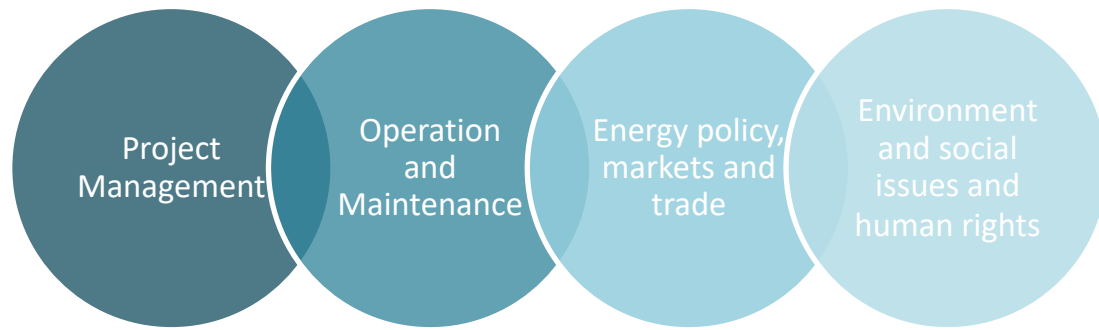 Project
Management
Operation
and
Maintenance
Energy policy,
markets and
trade
Environment
and social
issues and
human rights